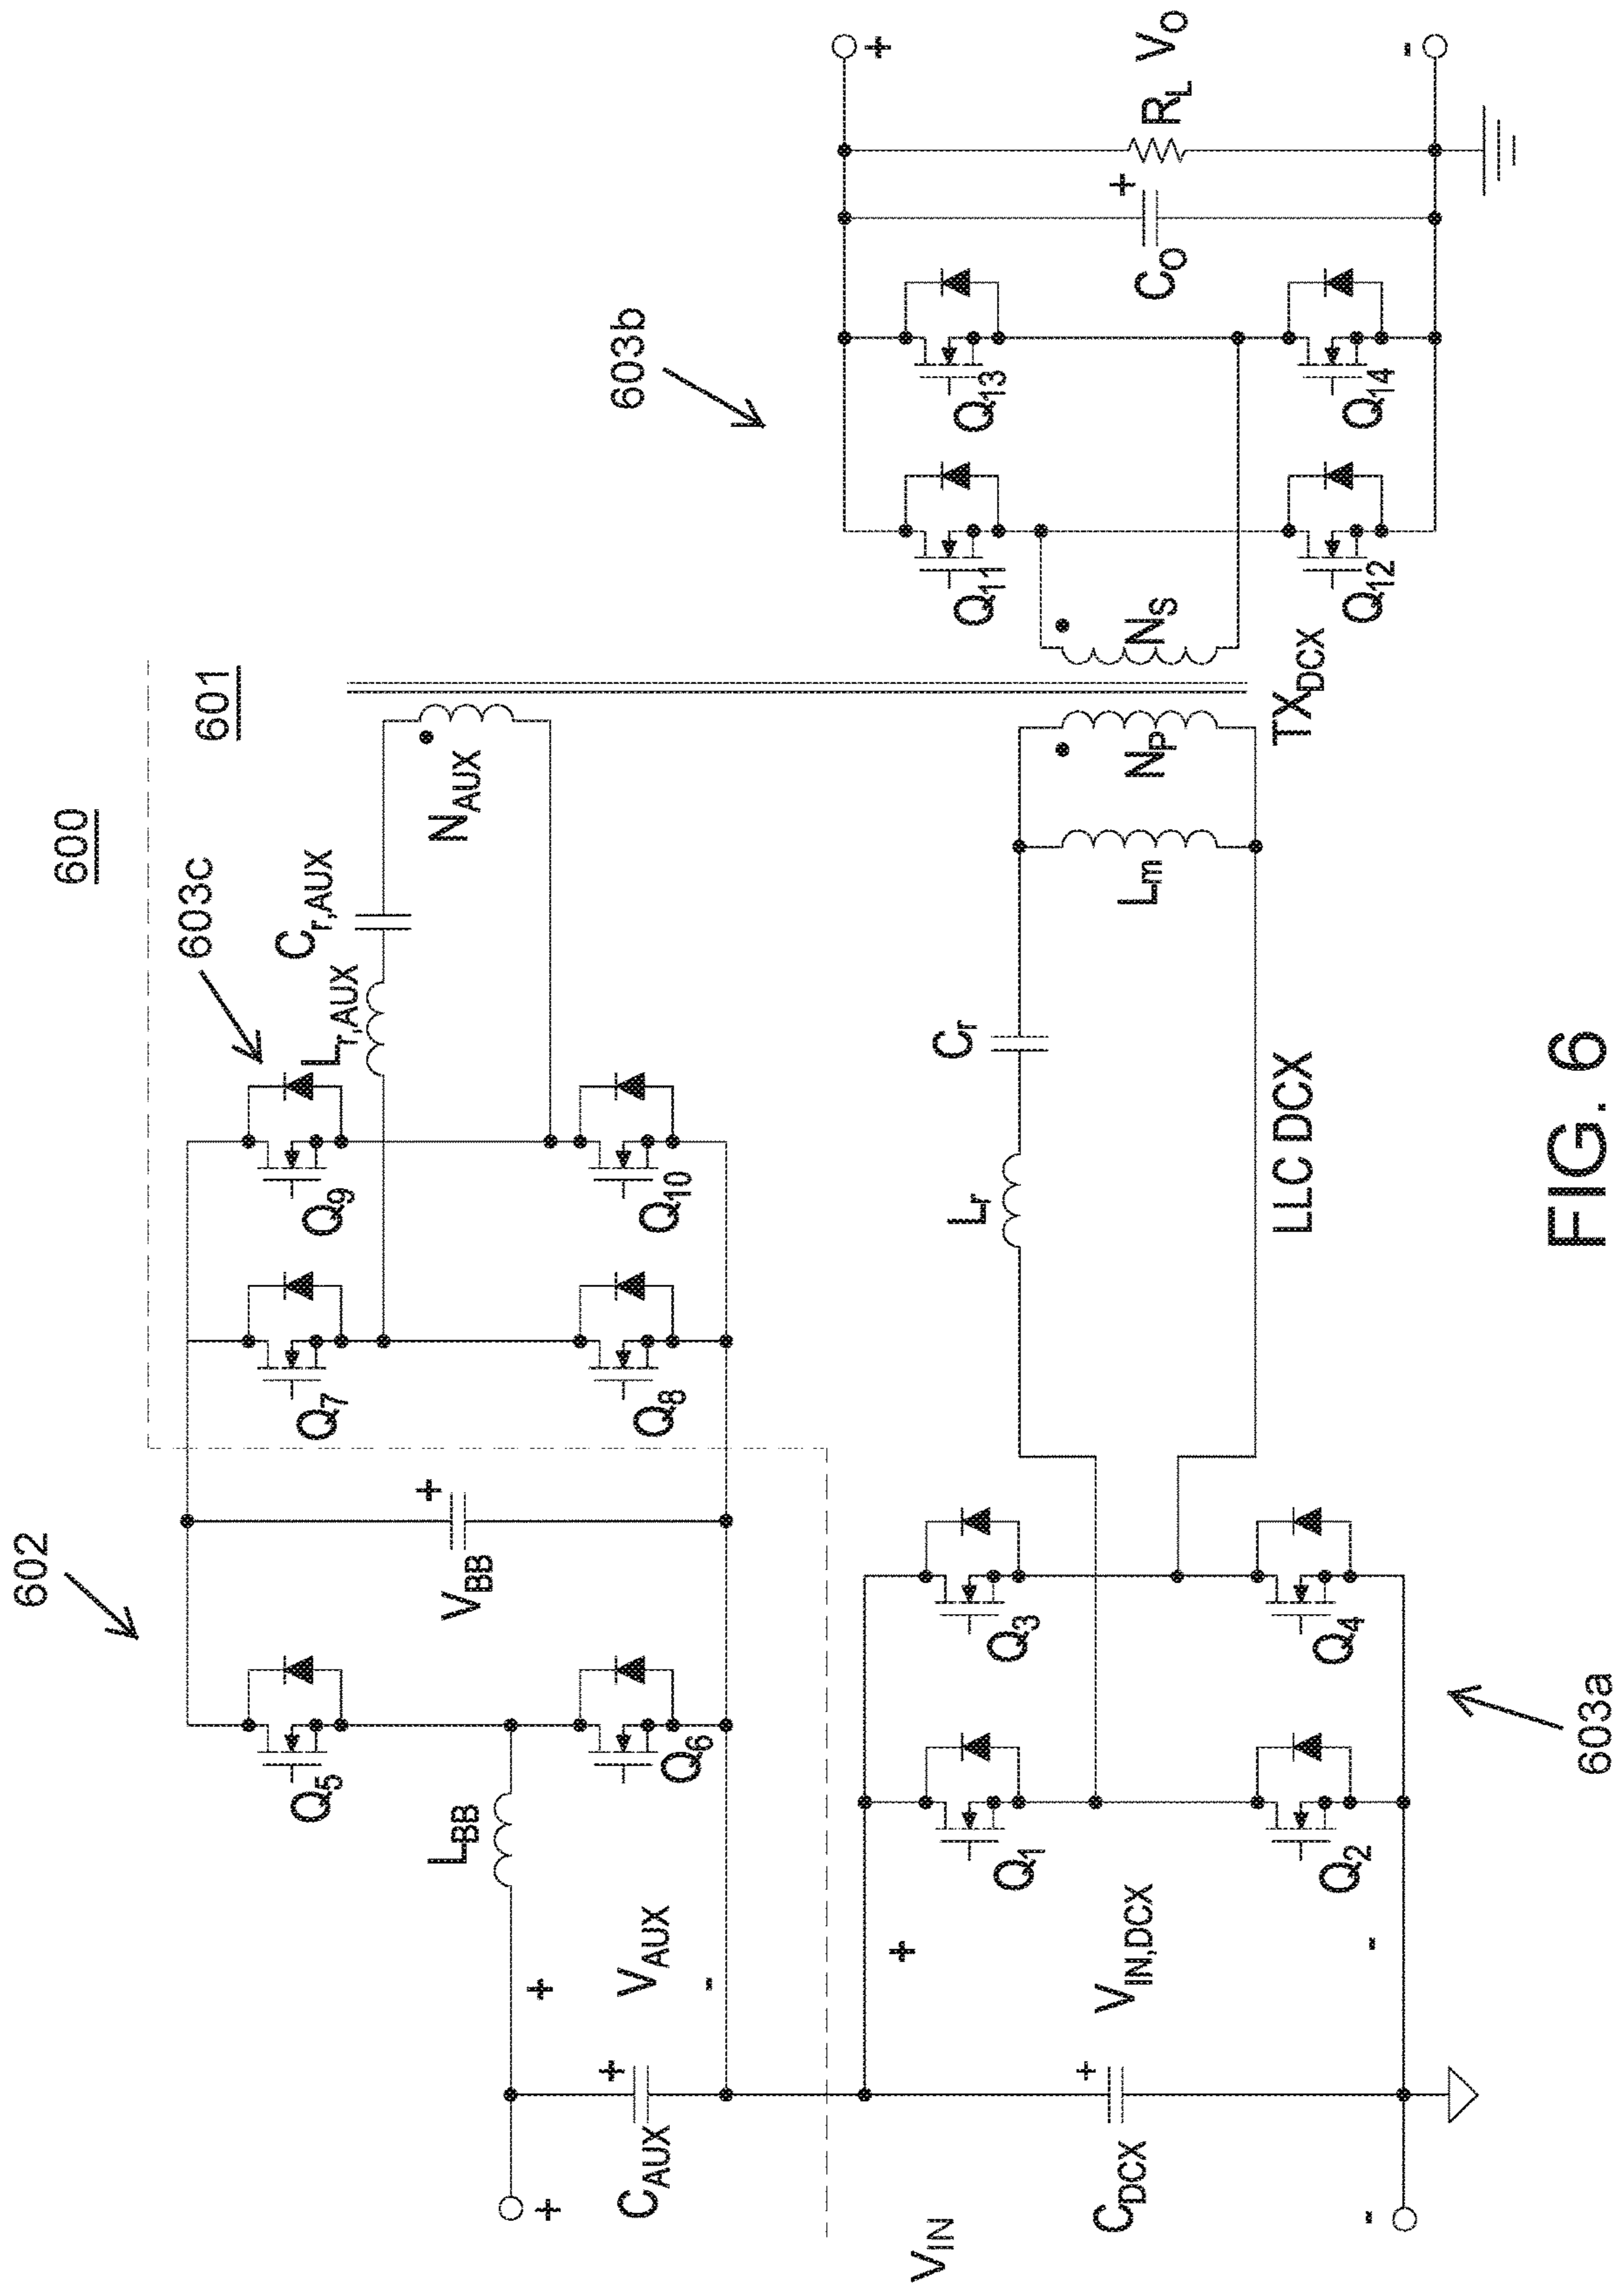 600
602
603c
601
Q5
Q7
Q9
Lr,AUX
Cr,AUX
LBB
VBB
NAUX
Q6
Q8
Q10
+
+
+
+
CAUX
VAUX
-
603b
VIN
+
Q1
Q3
Lr
Cr
Q11
Q13
+
+
CDCX
VIN,DCX
Lm
NP
NS
CO
+
RL
VO
Q2
Q4
LLC DCX
TXDCX
Q12
Q14
-
-
-
603a
FIG. 6